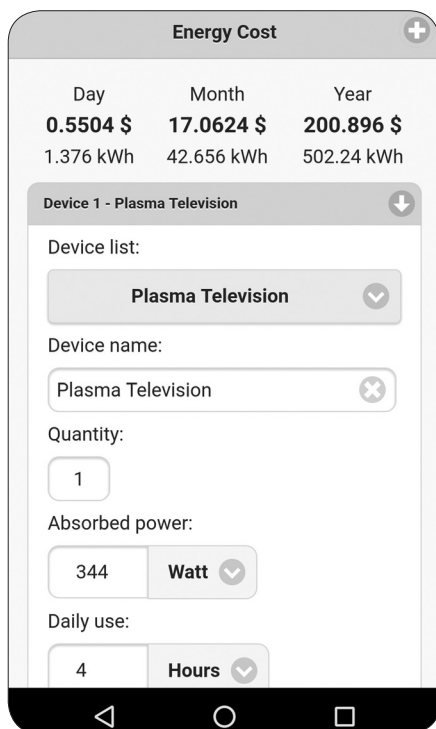 Energy Cost
Day Month Year
0.5504 $ 17.0624 $ 200.896 $
1.376 kWh 42.656 kWh 502.24 kWh
Device 1 - Plasma Television
Device list:
Plasma Television
Device name:
Plasma Television
Quantity:
1
Absorbed power:
344 Watt
Daily use:
4 Hours